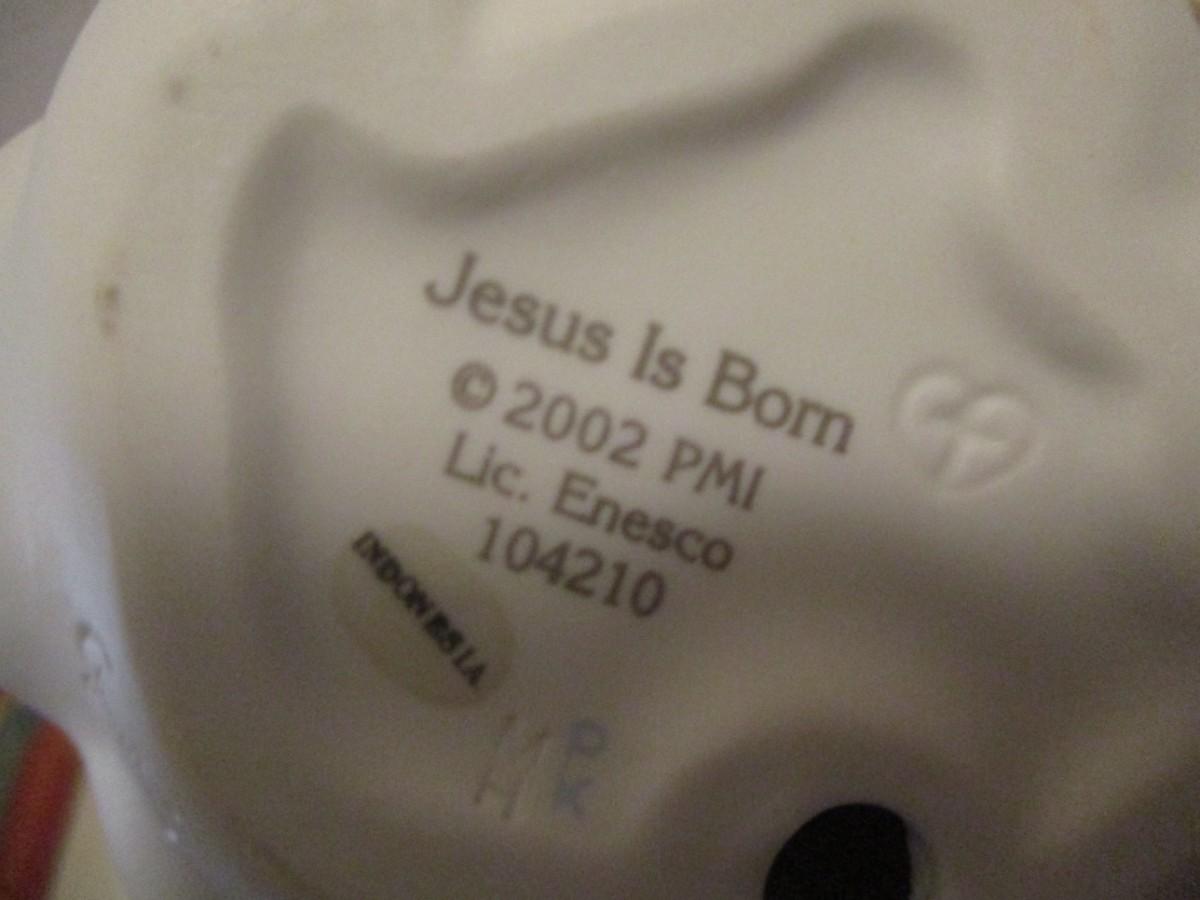 Jesus Is Born
© 2002 PMI
Lic. Enesco
104210
INDONESIA
P
K